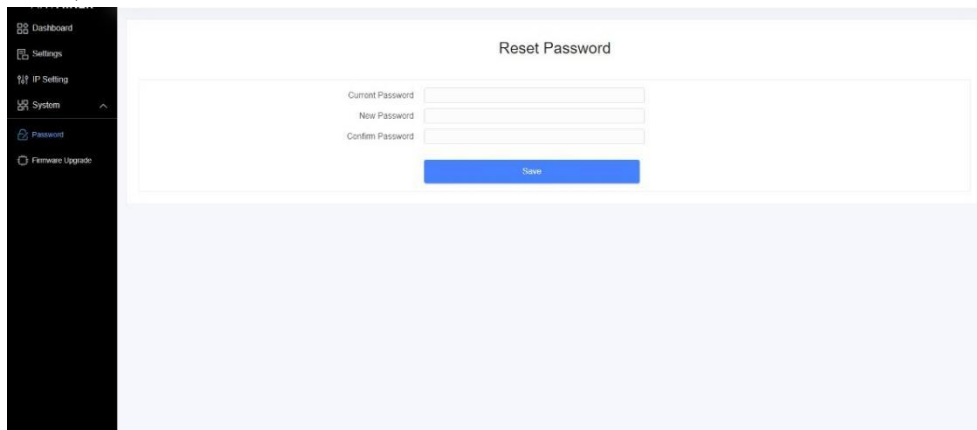 Dashboard
Settings
IP Setting
System
Password
Firmware Upgrade
Reset Password
Current Password
New Password
Confirm Password
Save